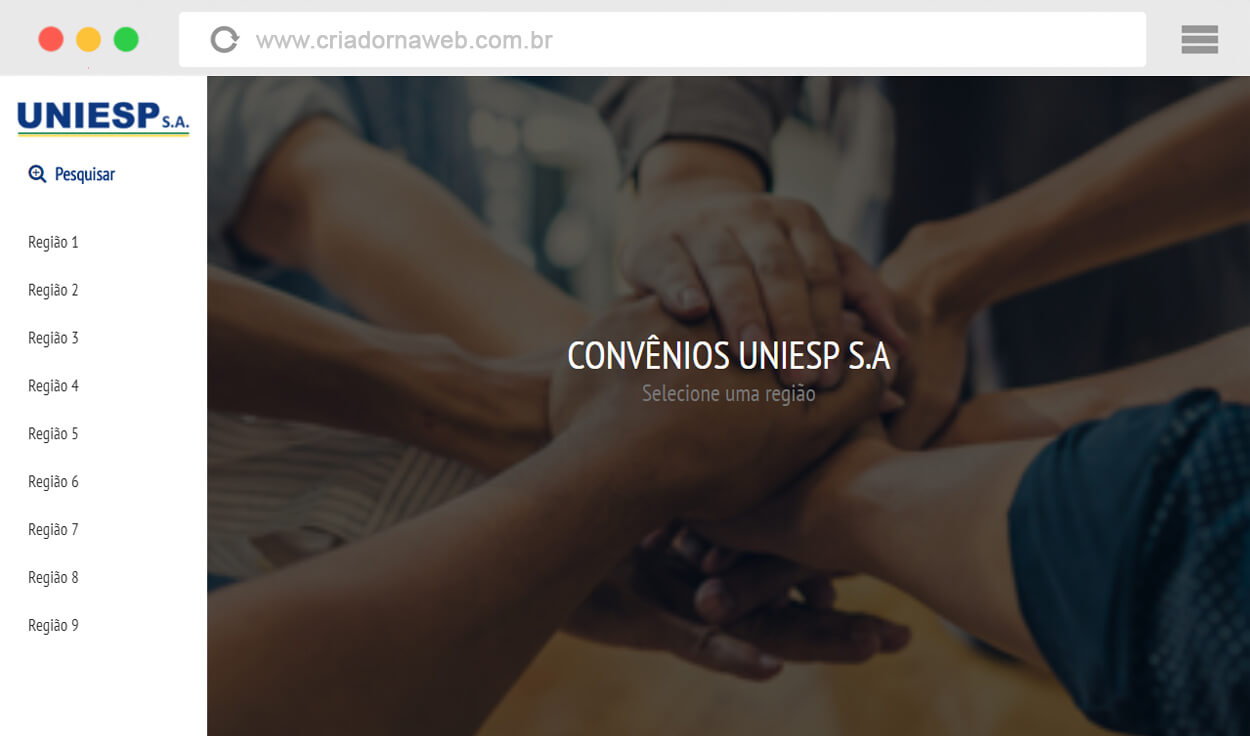 www.criadornaweb.com.br
UNIESP S.A.
Pesquisar
Região 1
Região 2
Região 3
Região 4
Região 5
Região 6
Região 7
Região 8
Região 9
CONVÊNIOS UNIESP S.A
Selecione uma região